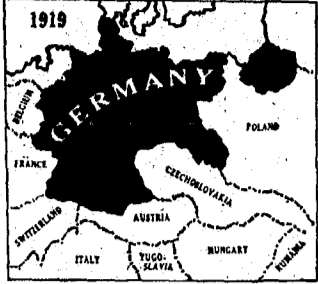 1919
GERMANY
BELGIUM
POLAND
FRANCE
CZECHOSLOVAKIA
SWITZERLAND
AUSTRIA
ITALY
YUGO-
SLAVIA
HUNGARY
RUMANIA